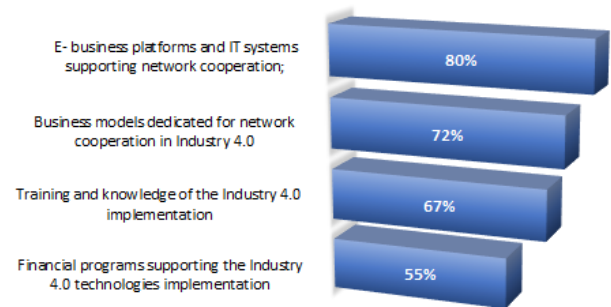 E- business platforms and IT systems
supporting network cooperation;
80%
Business models dedicated for network
cooperation in Industry 4.0
72%
Training and knowledge of the Industry 4.0
implementation
67%
Financial programs supporting the Industry
4.0 technologies implementation
55%